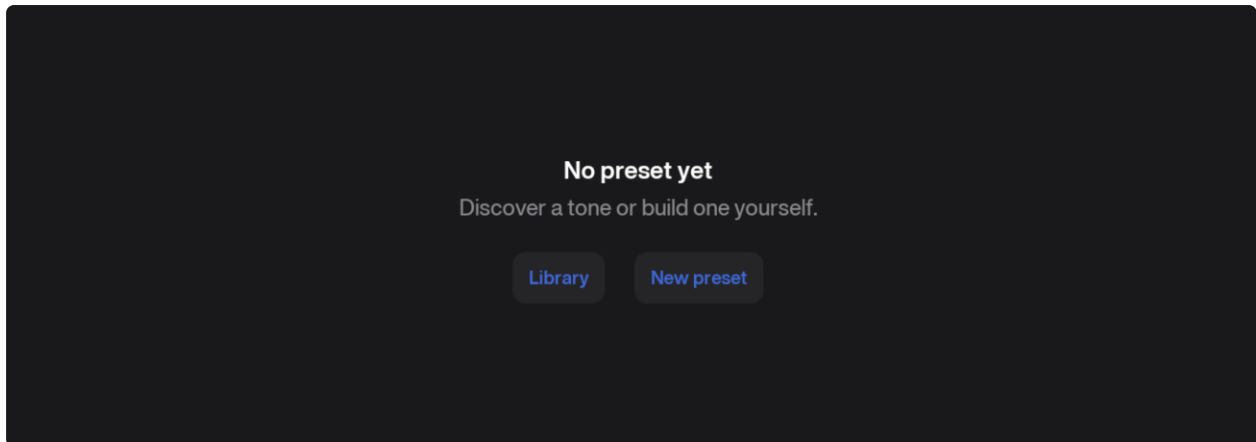 No preset yet
Discover a tone or build one yourself.
Library New preset